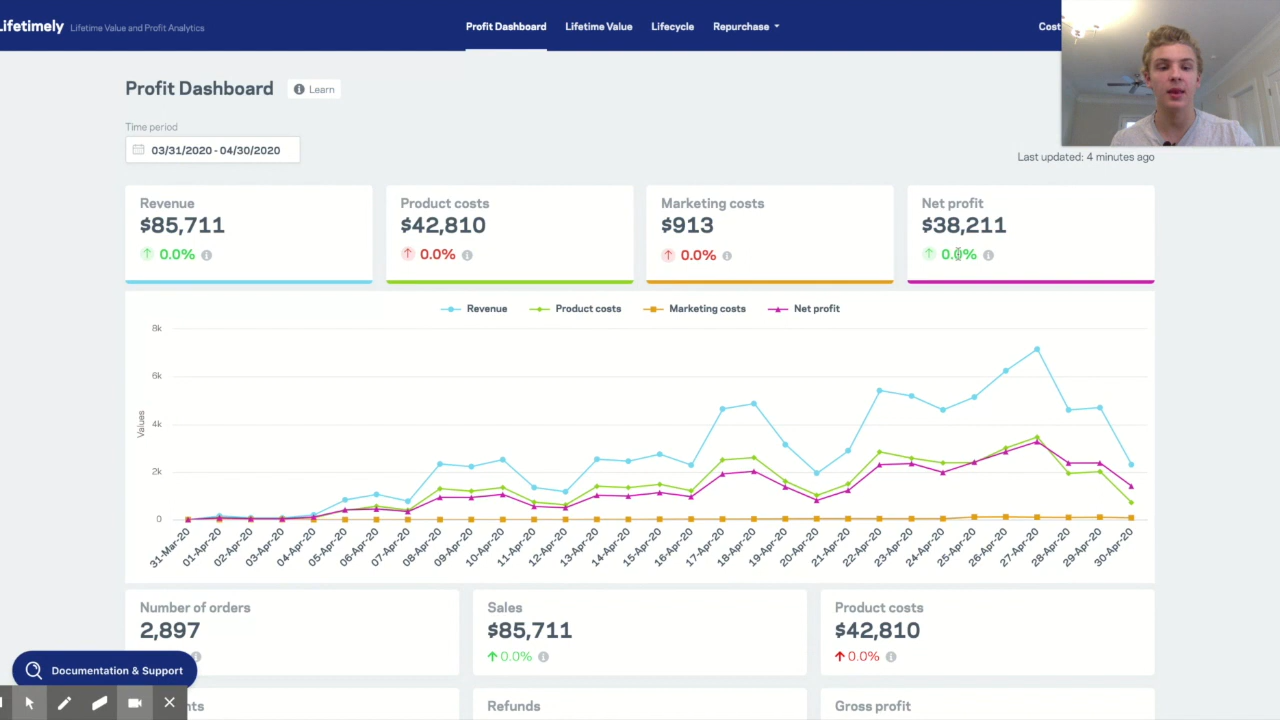 Lifetimely Lifetime Value and Profit Analytics Profit Dashboard Lifetime Value Lifecycle Repurchase
Profit Dashboard Learn
Time period
03/31/2020 - 04/30/2020
Last updated: 4 minutes ago
Revenue Product costs Marketing costs Net profit
$85,711 $42,810 $913 $38,211
0.0% 0.0% 0.0% 0.0%
Revenue Product costs Marketing costs Net profit
8k
6k
4k
2k
0
Values
31-Mar-20 01-Apr-20 02-Apr-20 03-Apr-20 04-Apr-20 05-Apr-20 06-Apr-20 07-Apr-20 08-Apr-20 09-Apr-20 10-Apr-20 11-Apr-20 12-Apr-20 13-Apr-20 14-Apr-20 15-Apr-20 16-Apr-20 17-Apr-20 18-Apr-20 19-Apr-20 20-Apr-20 21-Apr-20 22-Apr-20 23-Apr-20 24-Apr-20 25-Apr-20 26-Apr-20 27-Apr-20 28-Apr-20 29-Apr-20 30-Apr-20
Number of orders Sales Product costs
2,897 $85,711 $42,810
0.0% 0.0%
Documentation & Support
Refunds Gross profit